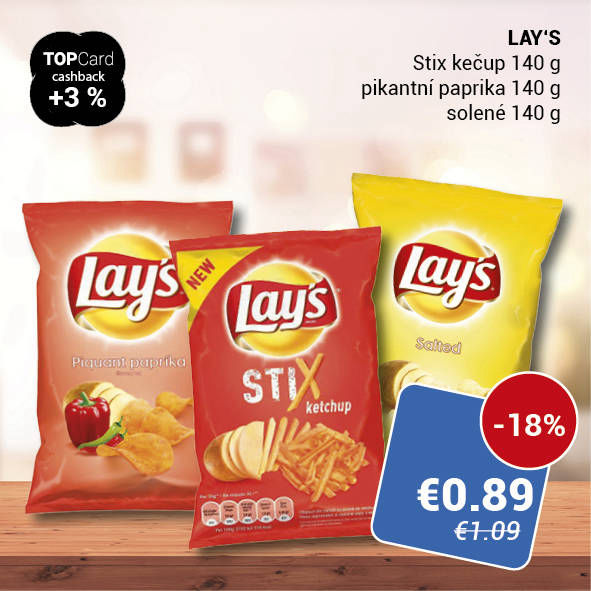 TOPCard
cashback
+3 %
LAY‘S
Stix kečup 140 g
pikantní paprika 140 g
solené 140 g
Lay's
Piquant paprika
NEW
Lay's
STIX
ketchup
Lay's
Salted
-18%
€0.89
€1.09